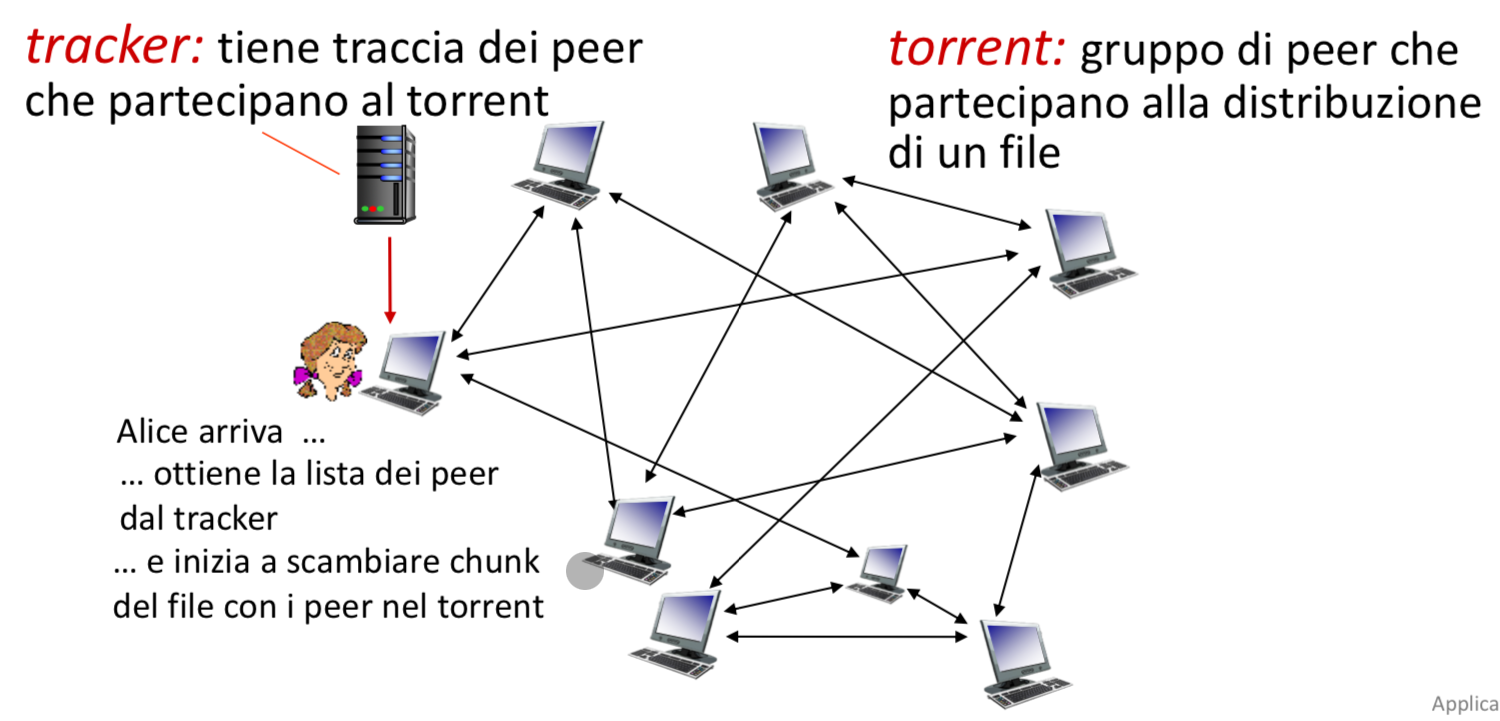 tracker: tiene traccia dei peer
che partecipano al torrent
torrent: gruppo di peer che
partecipano alla distribuzione
di un file
Alice arriva …
… ottiene la lista dei peer
dal tracker
… e inizia a scambiare chunk
del file con i peer nel torrent
Applica